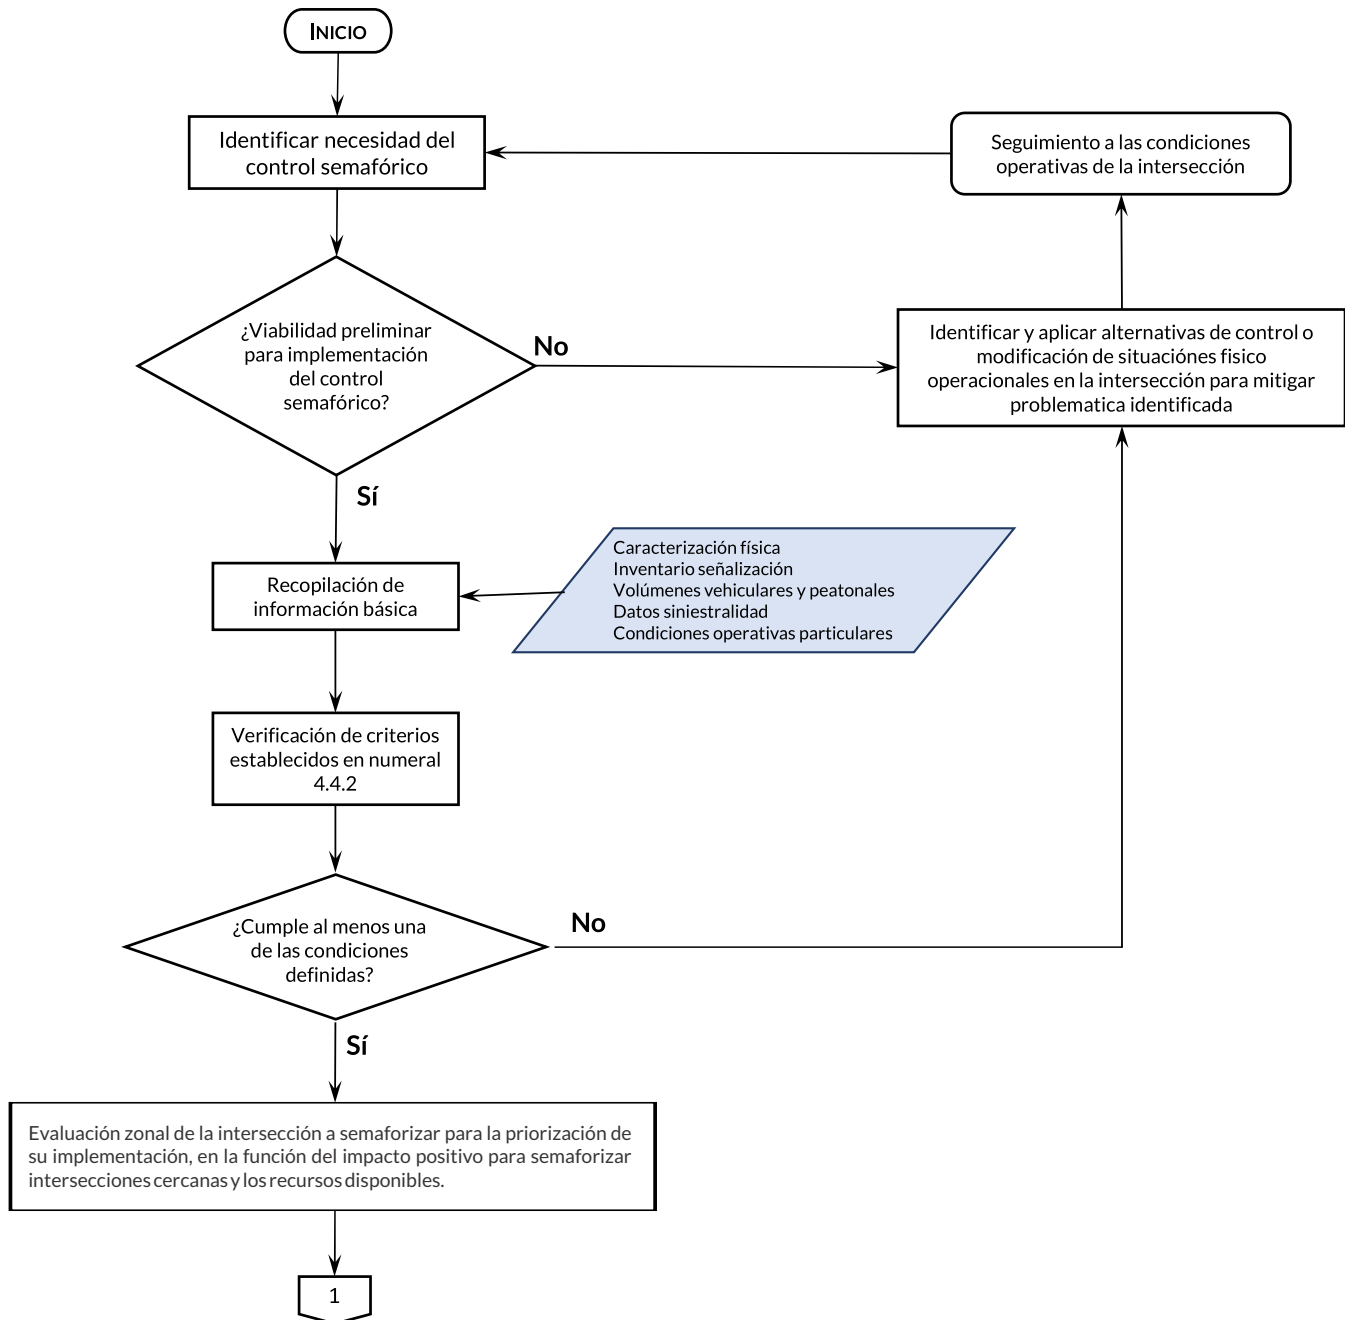 INICIO
Identificar necesidad del
control semafórico
Seguimiento a las condiciones
operativas de la intersección
¿Viabilidad preliminar
para implementación
del control
semafórico?
No
Identificar y aplicar alternativas de control o
modificación de situaciónes fisico
operacionales en la intersección para mitigar
problematica identificada
Sí
Recopilación de
información básica
Caracterización física
Inventario señalización
Volúmenes vehiculares y peatonales
Datos siniestralidad
Condiciones operativas particulares
Verificación de criterios
establecidos en numeral
4.4.2
¿Cumple al menos una
de las condiciones
definidas?
No
Sí
Evaluación zonal de la intersección a semaforizar para la priorización de
su implementación, en la función del impacto positivo para semaforizar
intersecciones cercanas y los recursos disponibles.
1